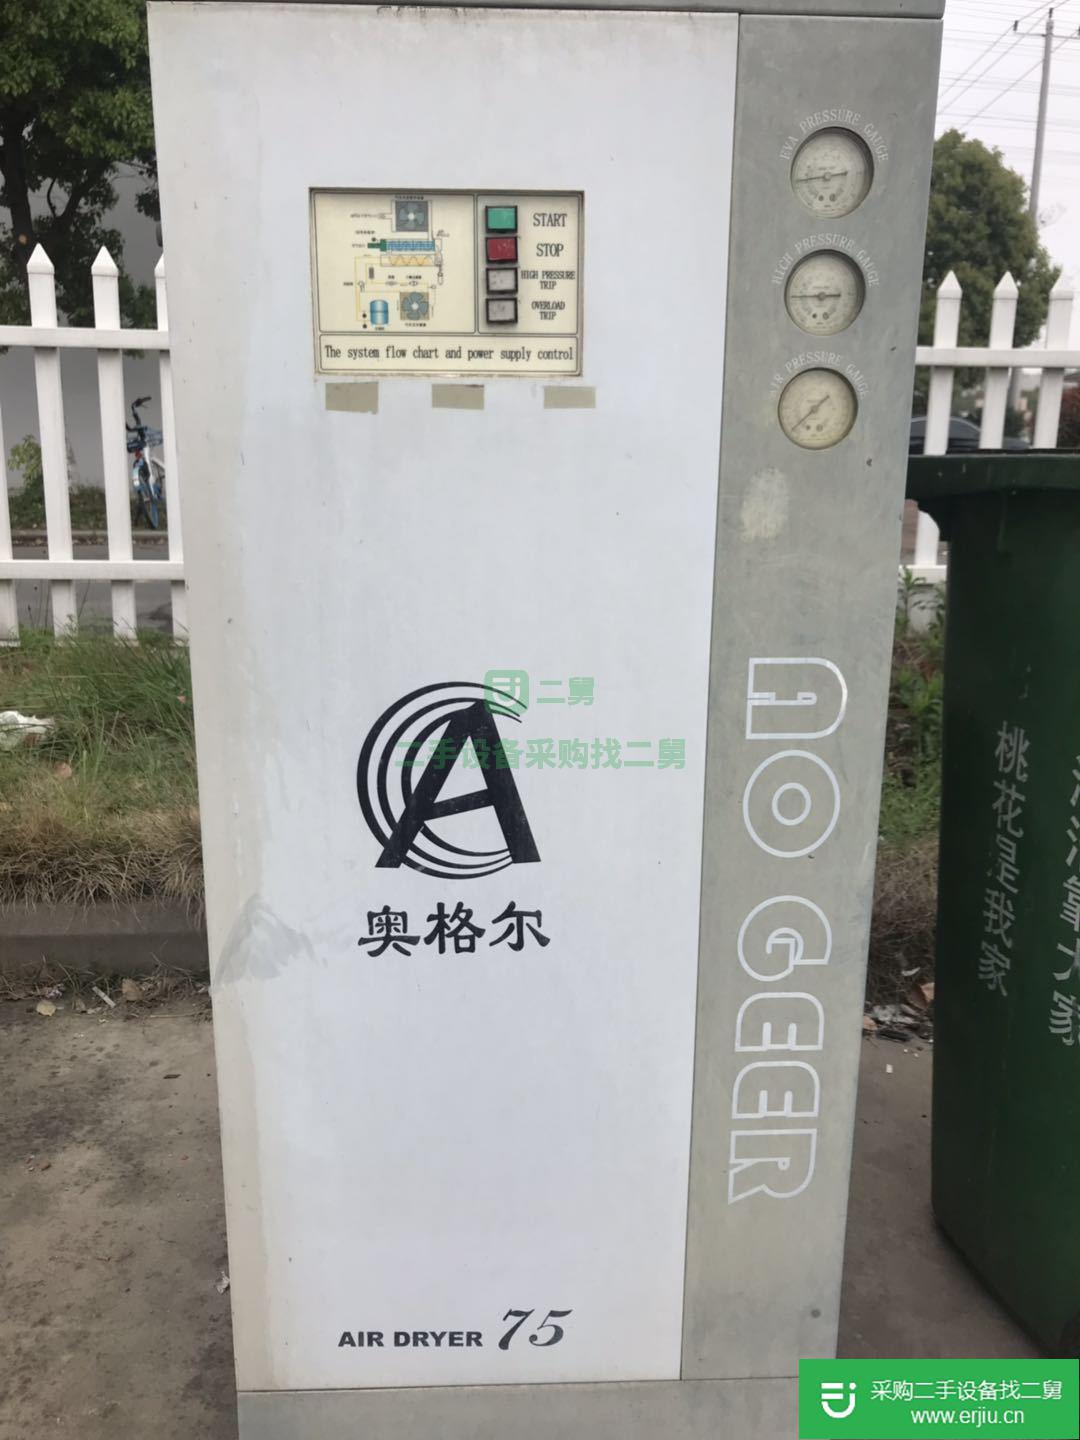 EVA PRESSURE GAUGE
HIGH PRESSURE GAUGE
AIR PRESSURE GAUGE
START
STOP
HIGH PRESSURE
TRIP
OVERLOAD
TRIP
The system flow chart and power supply control
二舅
二手设备采购找二舅
奥格尔
AO GEER
AIR DRYER 75
桃花是我家
采购二手设备找二舅
www.erjiu.cn